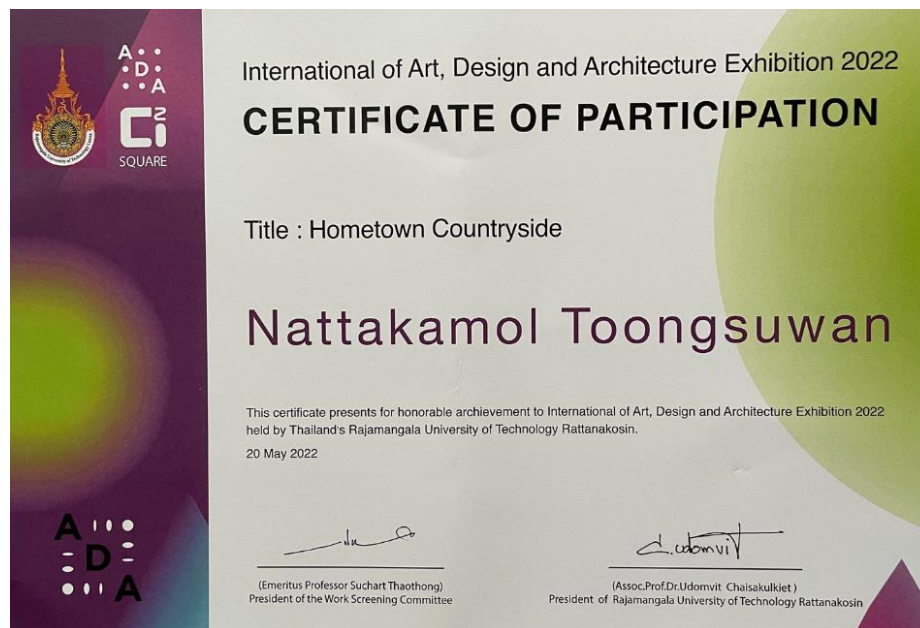 A
D
A
Ci2
SQUARE
International of Art, Design and Architecture Exhibition 2022
CERTIFICATE OF PARTICIPATION
Title : Hometown Countryside
Nattakamol Toongsuwan
This certificate presents for honorable archievement to International of Art, Design and Architecture Exhibition 2022
held by Thailand's Rajamangala University of Technology Rattanakosin.
20 May 2022
C.udomvit
(Emeritus Professor Suchart Thaothong)
President of the Work Screening Committee
(Assoc.Prof.Dr.Udomvit Chaisakulkiet )
President of Rajamangala University of Technology Rattanakosin
A
D
A